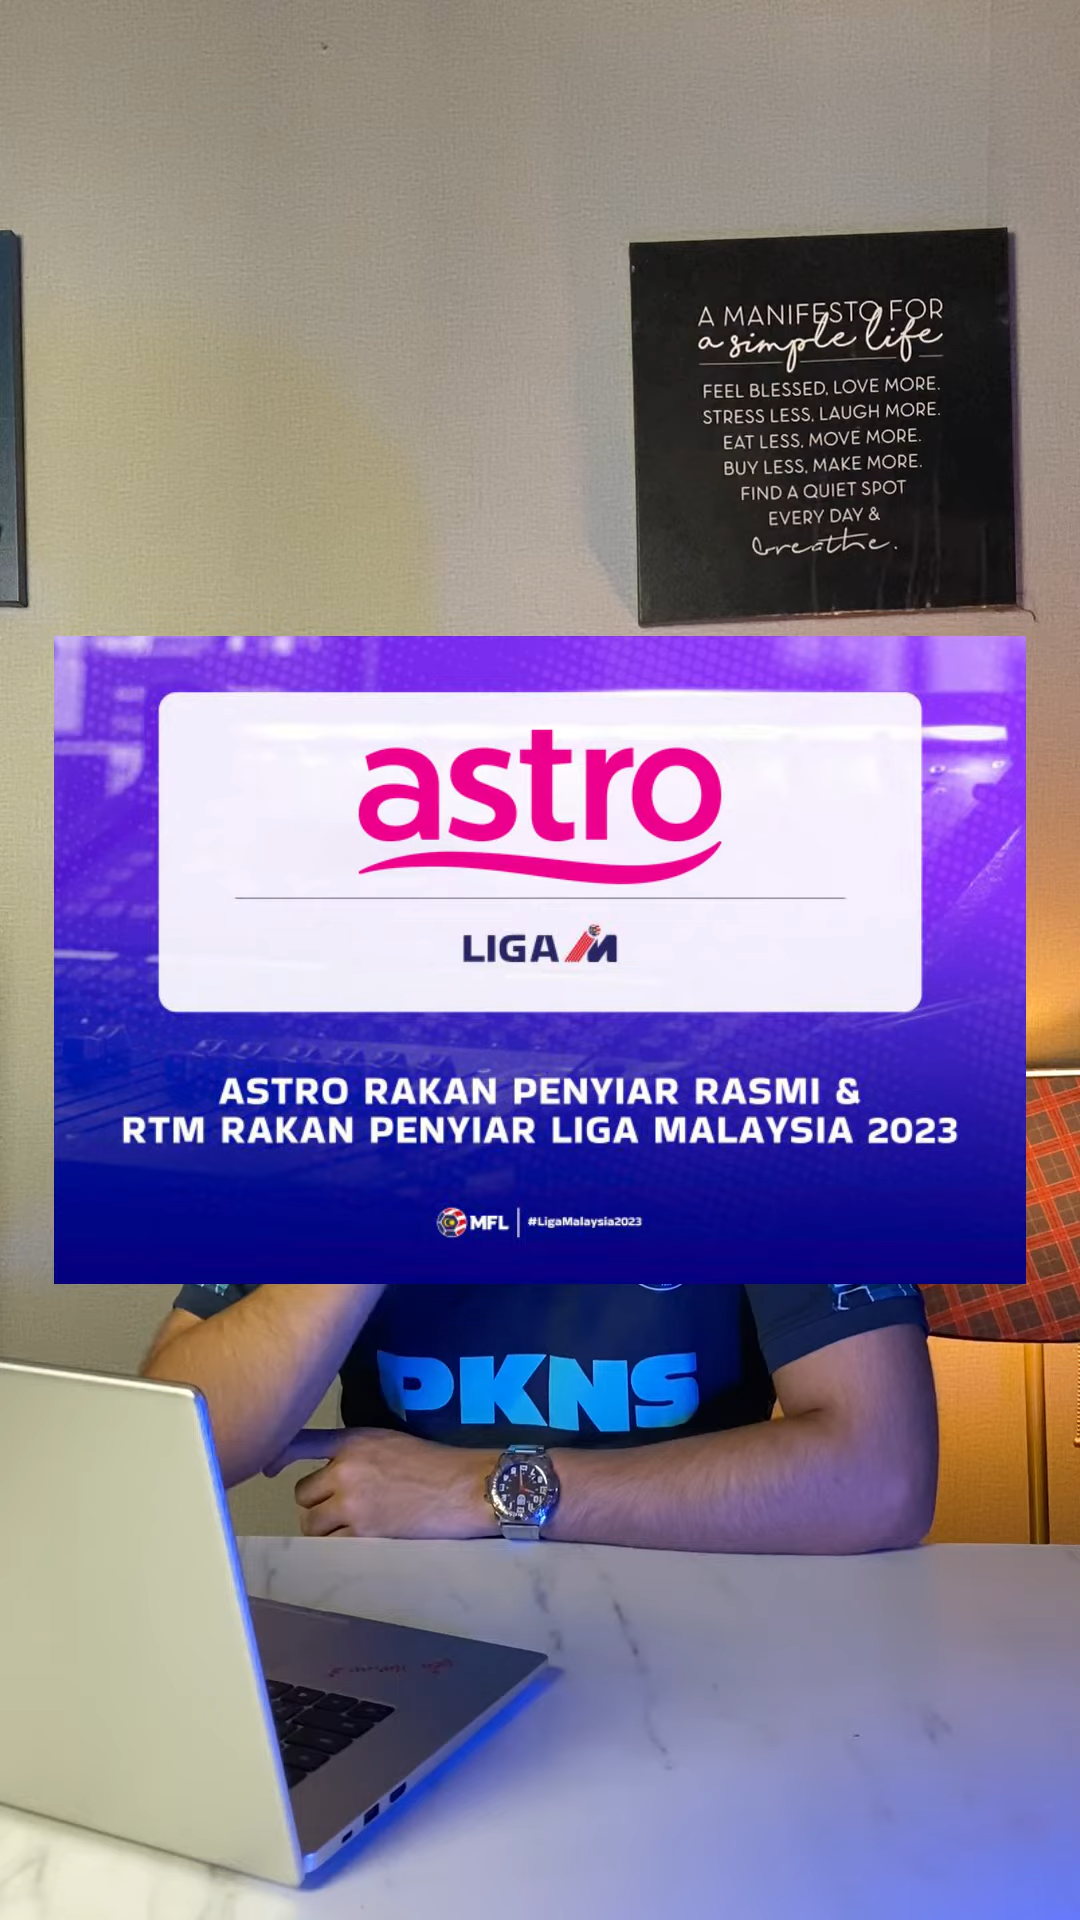 A MANIFESTO FOR
a simple life
FEEL BLESSED, LOVE MORE.
STRESS LESS, LAUGH MORE.
EAT LESS, MOVE MORE.
BUY LESS, MAKE MORE.
FIND A QUIET SPOT
EVERY DAY &
breathe.
astro
LIGA M
ASTRO RAKAN PENYIAR RASMI &
RTM RAKAN PENYIAR LIGA MALAYSIA 2023
MFL #LigaMalaysia2023
PKNS